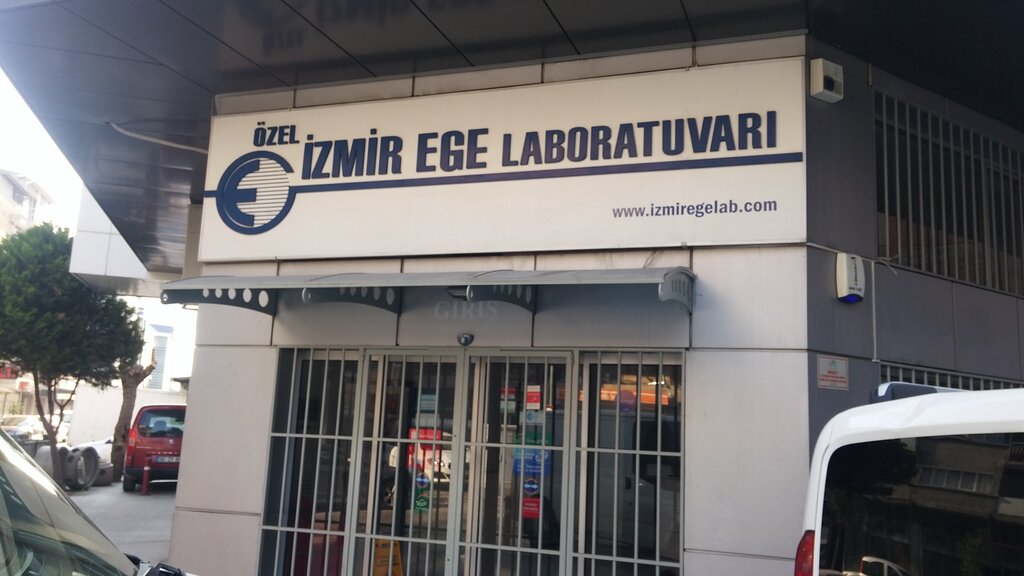 ÖZEL
İZMİR EGE LABORATUVARI
www.izmiregelab.com
GİRİŞ